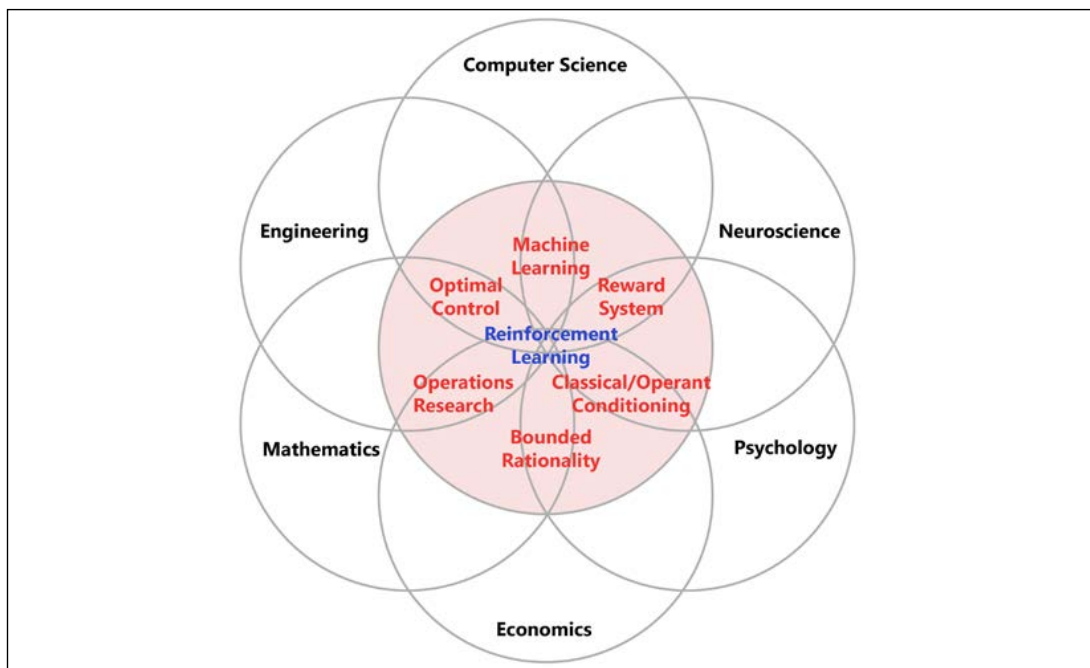 Computer Science
Engineering
Neuroscience
Machine
Learning
Optimal
Control
Reward
System
Reinforcement
Learning
Operations
Research
Classical/Operant
Conditioning
Bounded
Rationality
Mathematics
Psychology
Economics